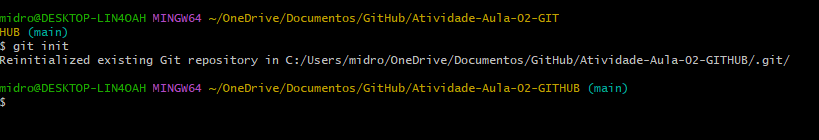 midro@DESKTOP-LIN4OAH MINGW64 ~/OneDrive/Documentos/GitHub/Atividade-Aula-02-GIT
HUB (main)
$ git init
Reinitialized existing Git repository in C:/Users/midro/OneDrive/Documentos/GitHub/Atividade-Aula-02-GITHUB/.git/
midro@DESKTOP-LIN4OAH MINGW64 ~/OneDrive/Documentos/GitHub/Atividade-Aula-02-GITHUB (main)
$